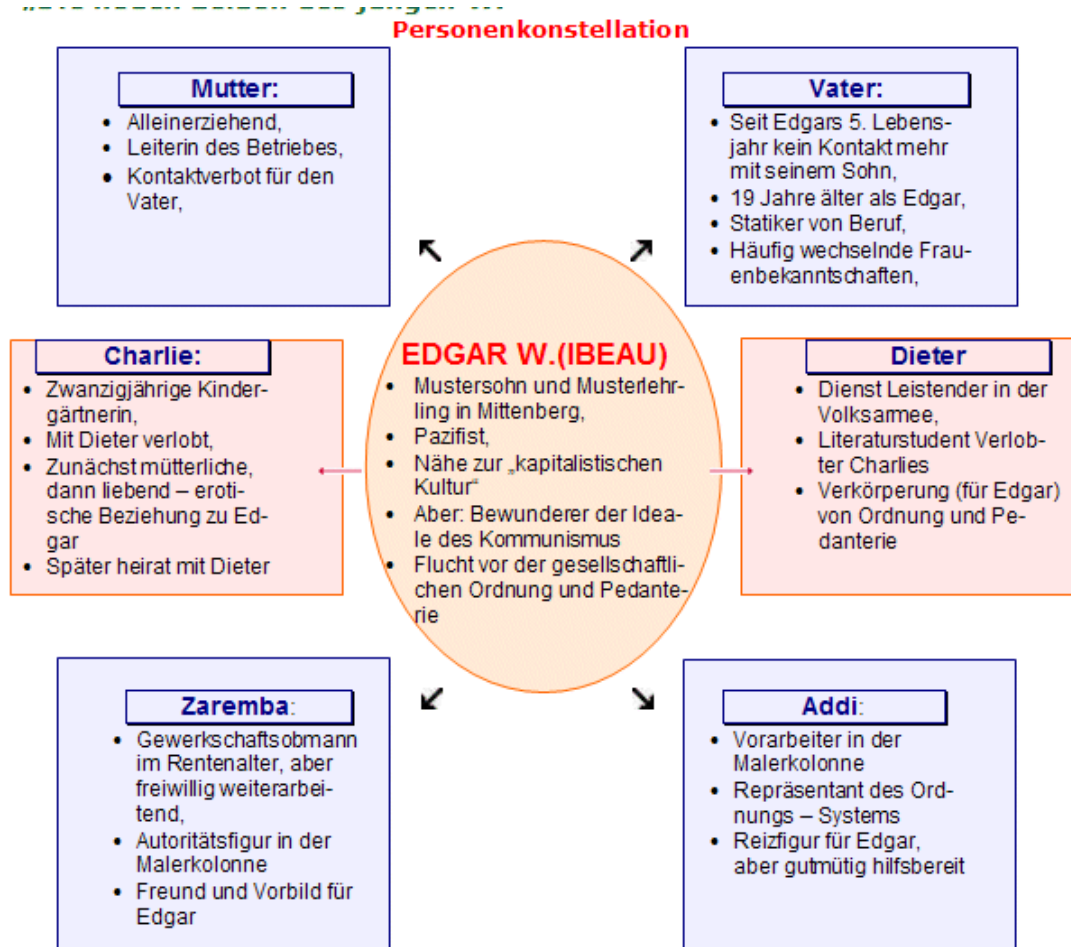 Personenkonstellation
Mutter:
• Alleinerziehend,
• Leiterin des Betriebes,
• Kontaktverbot für den
Vater,
Vater:
• Seit Edgars 5. Lebens-
jahr kein Kontakt mehr
mit seinem Sohn,
• 19 Jahre älter als Edgar,
• Statiker von Beruf,
• Häufig wechselnde Frau-
enbekanntschaften,
Charlie:
• Zwanzigjährige Kinder-
gärtnerin,
• Mit Dieter verlobt,
• Zunächst mütterliche,
dann liebend – eroti-
sche Beziehung zu Ed-
gar
• Später heirat mit Dieter
EDGAR W.(IBEAU)
• Mustersohn und Musterlehr-
ling in Mittenberg,
• Pazifist,
• Nähe zur „kapitalistischen
Kultur“
• Aber: Bewunderer der Idea-
le des Kommunismus
• Flucht vor der gesellschaftli-
chen Ordnung und Pedante-
rie
Dieter
• Dienst Leistender in der
Volksarmee,
• Literaturstudent Verlob-
ter Charlies
• Verkörperung (für Edgar)
von Ordnung und Pe-
danterie
Zaremba:
• Gewerkschaftsobmann
im Rentenalter, aber
freiwillig weiterarbei-
tend,
• Autoritätsfigur in der
Malerkolonne
• Freund und Vorbild für
Edgar
Addi:
• Vorarbeiter in der
Malerkolonne
• Repräsentant des Ord-
nungs – Systems
• Reizfigur für Edgar,
aber gutmütig hilfsbereit